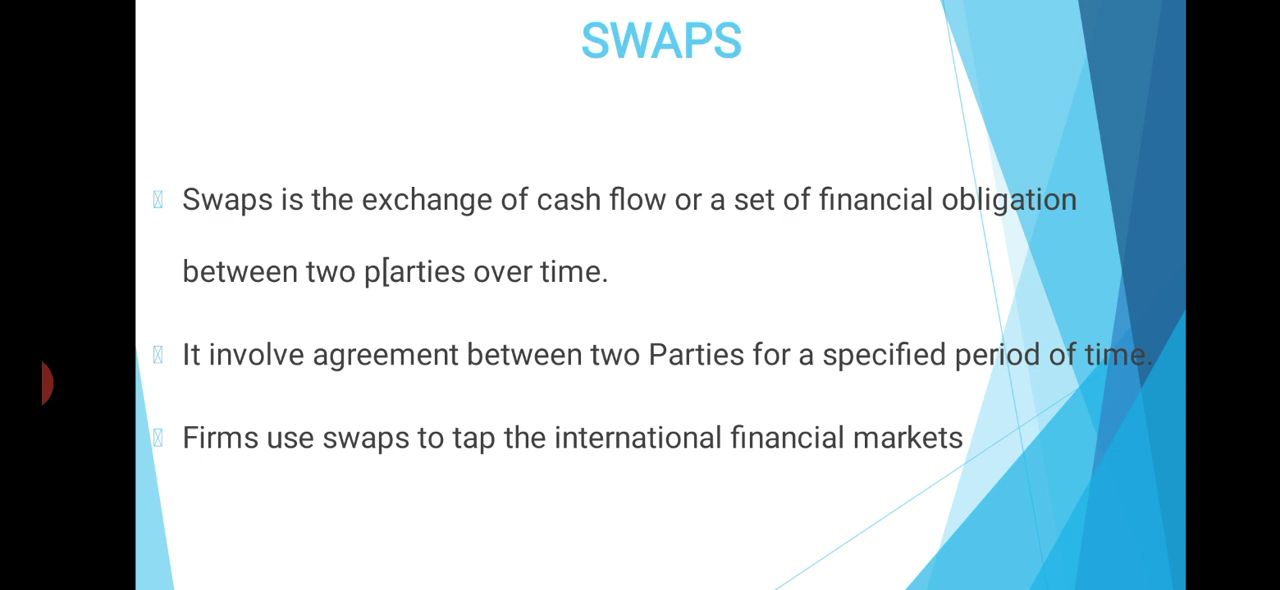 SWAPS
Swaps is the exchange of cash flow or a set of financial obligation
between two p[arties over time.
It involve agreement between two Parties for a specified period of time.
Firms use swaps to tap the international financial markets